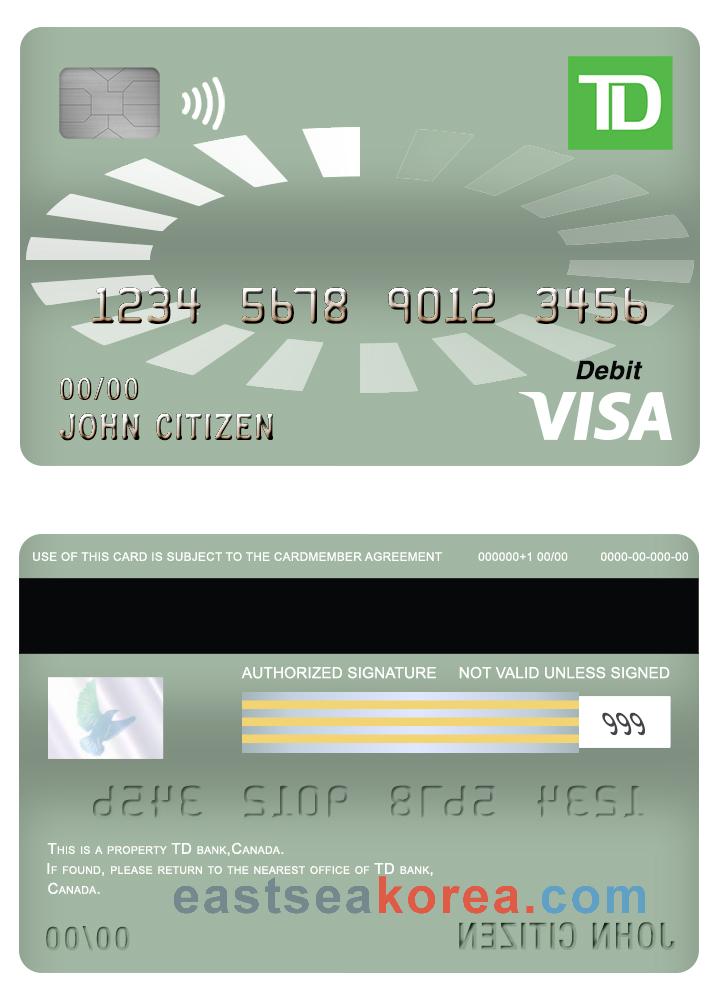 TD
1234 5678 9012 3456
Debit
00/00
VISA
JOHN CITIZEN
USE OF THIS CARD IS SUBJECT TO THE CARDMEMBER AGREEMENT 000000+1 00/00 0000-00-000-00
AUTHORIZED SIGNATURE NOT VALID UNLESS SIGNED
999
1234 5678 9012 3456
THIS IS A PROPERTY TD BANK,CANADA.
IF FOUND, PLEASE RETURN TO THE NEAREST OFFICE OF TD BANK,
CANADA.
eastseakorea.com
00/00 JOHN CITIZEN